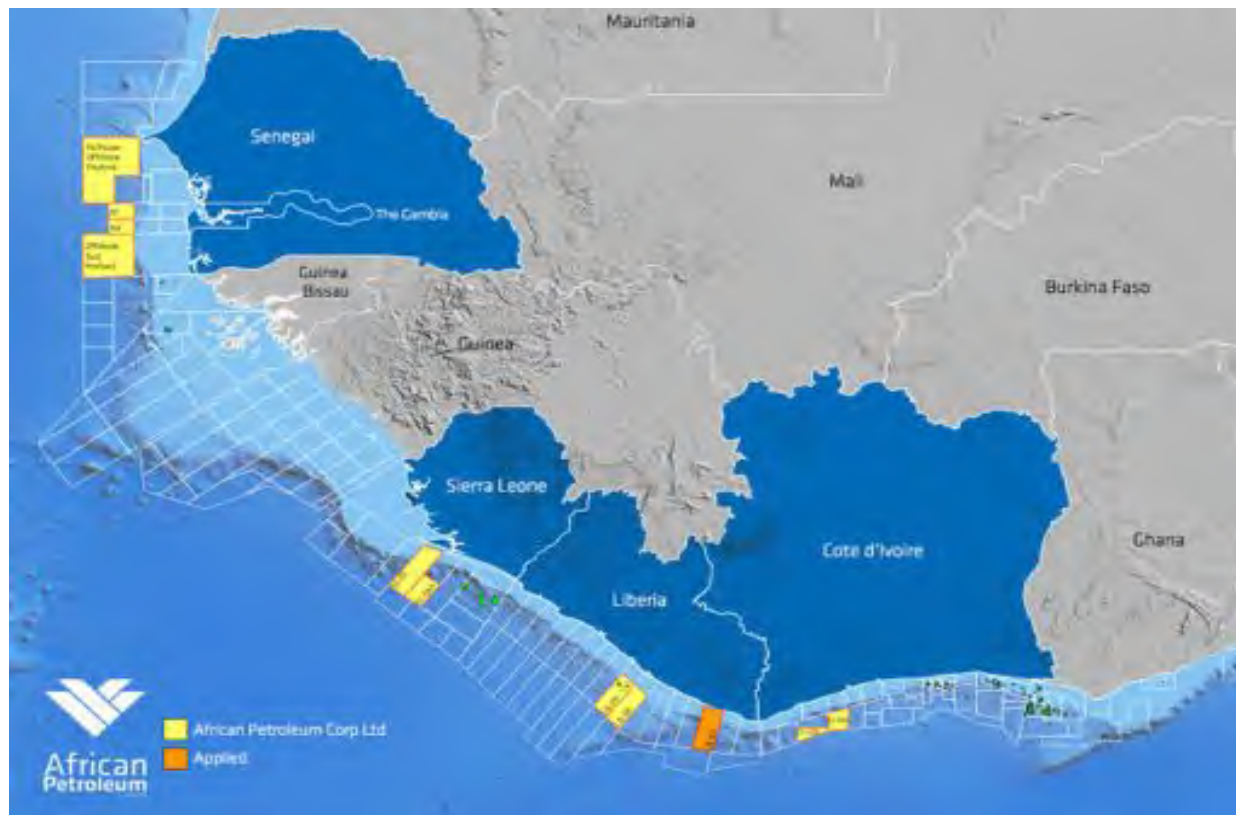 Mauritania
Senegal
Mali
The Gambia
Guinea
Bissau
Burkina Faso
Guinea
Sierra Leone
Cote d'Ivoire
Ghana
Liberia
African Petroleum Corp Ltd
Applied
African
Petroleum